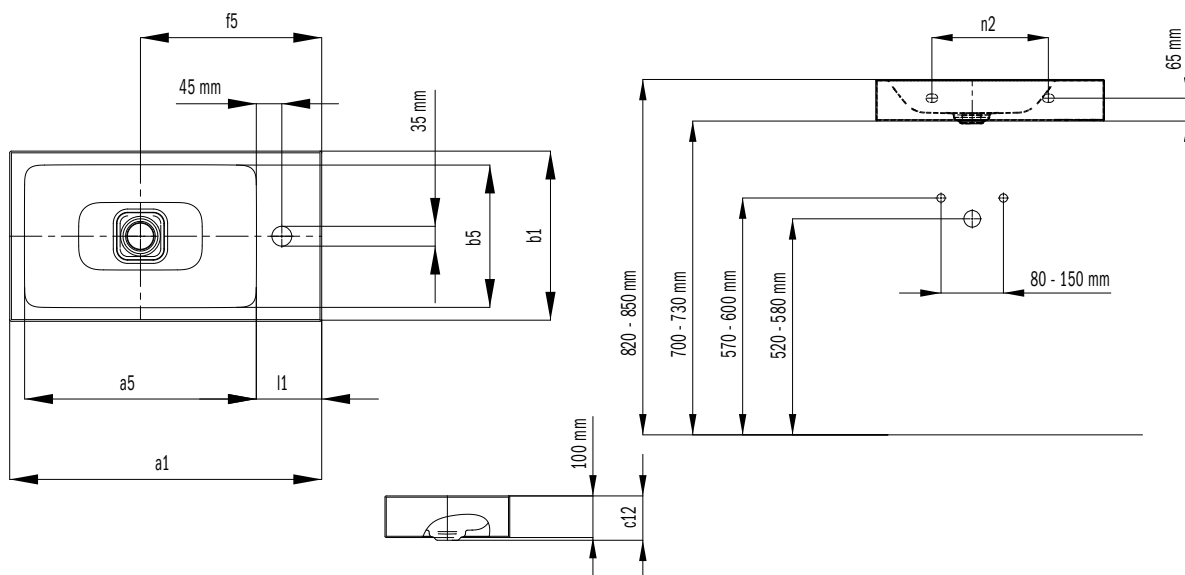 f5
45 mm
35 mm
b5
b1
a5
l1
a1
100 mm
c12
n2
65 mm
820 - 850 mm
700 - 730 mm
570 - 600 mm
520 - 580 mm
80 - 150 mm